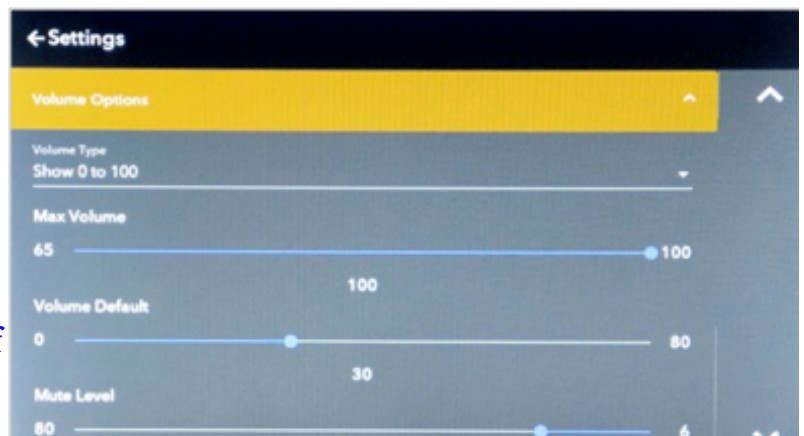 ←Settings
Volume Options
Volume Type
Show 0 to 100
Max Volume
65 100
100
Volume Default
0 80
30
Mute Level
80 6